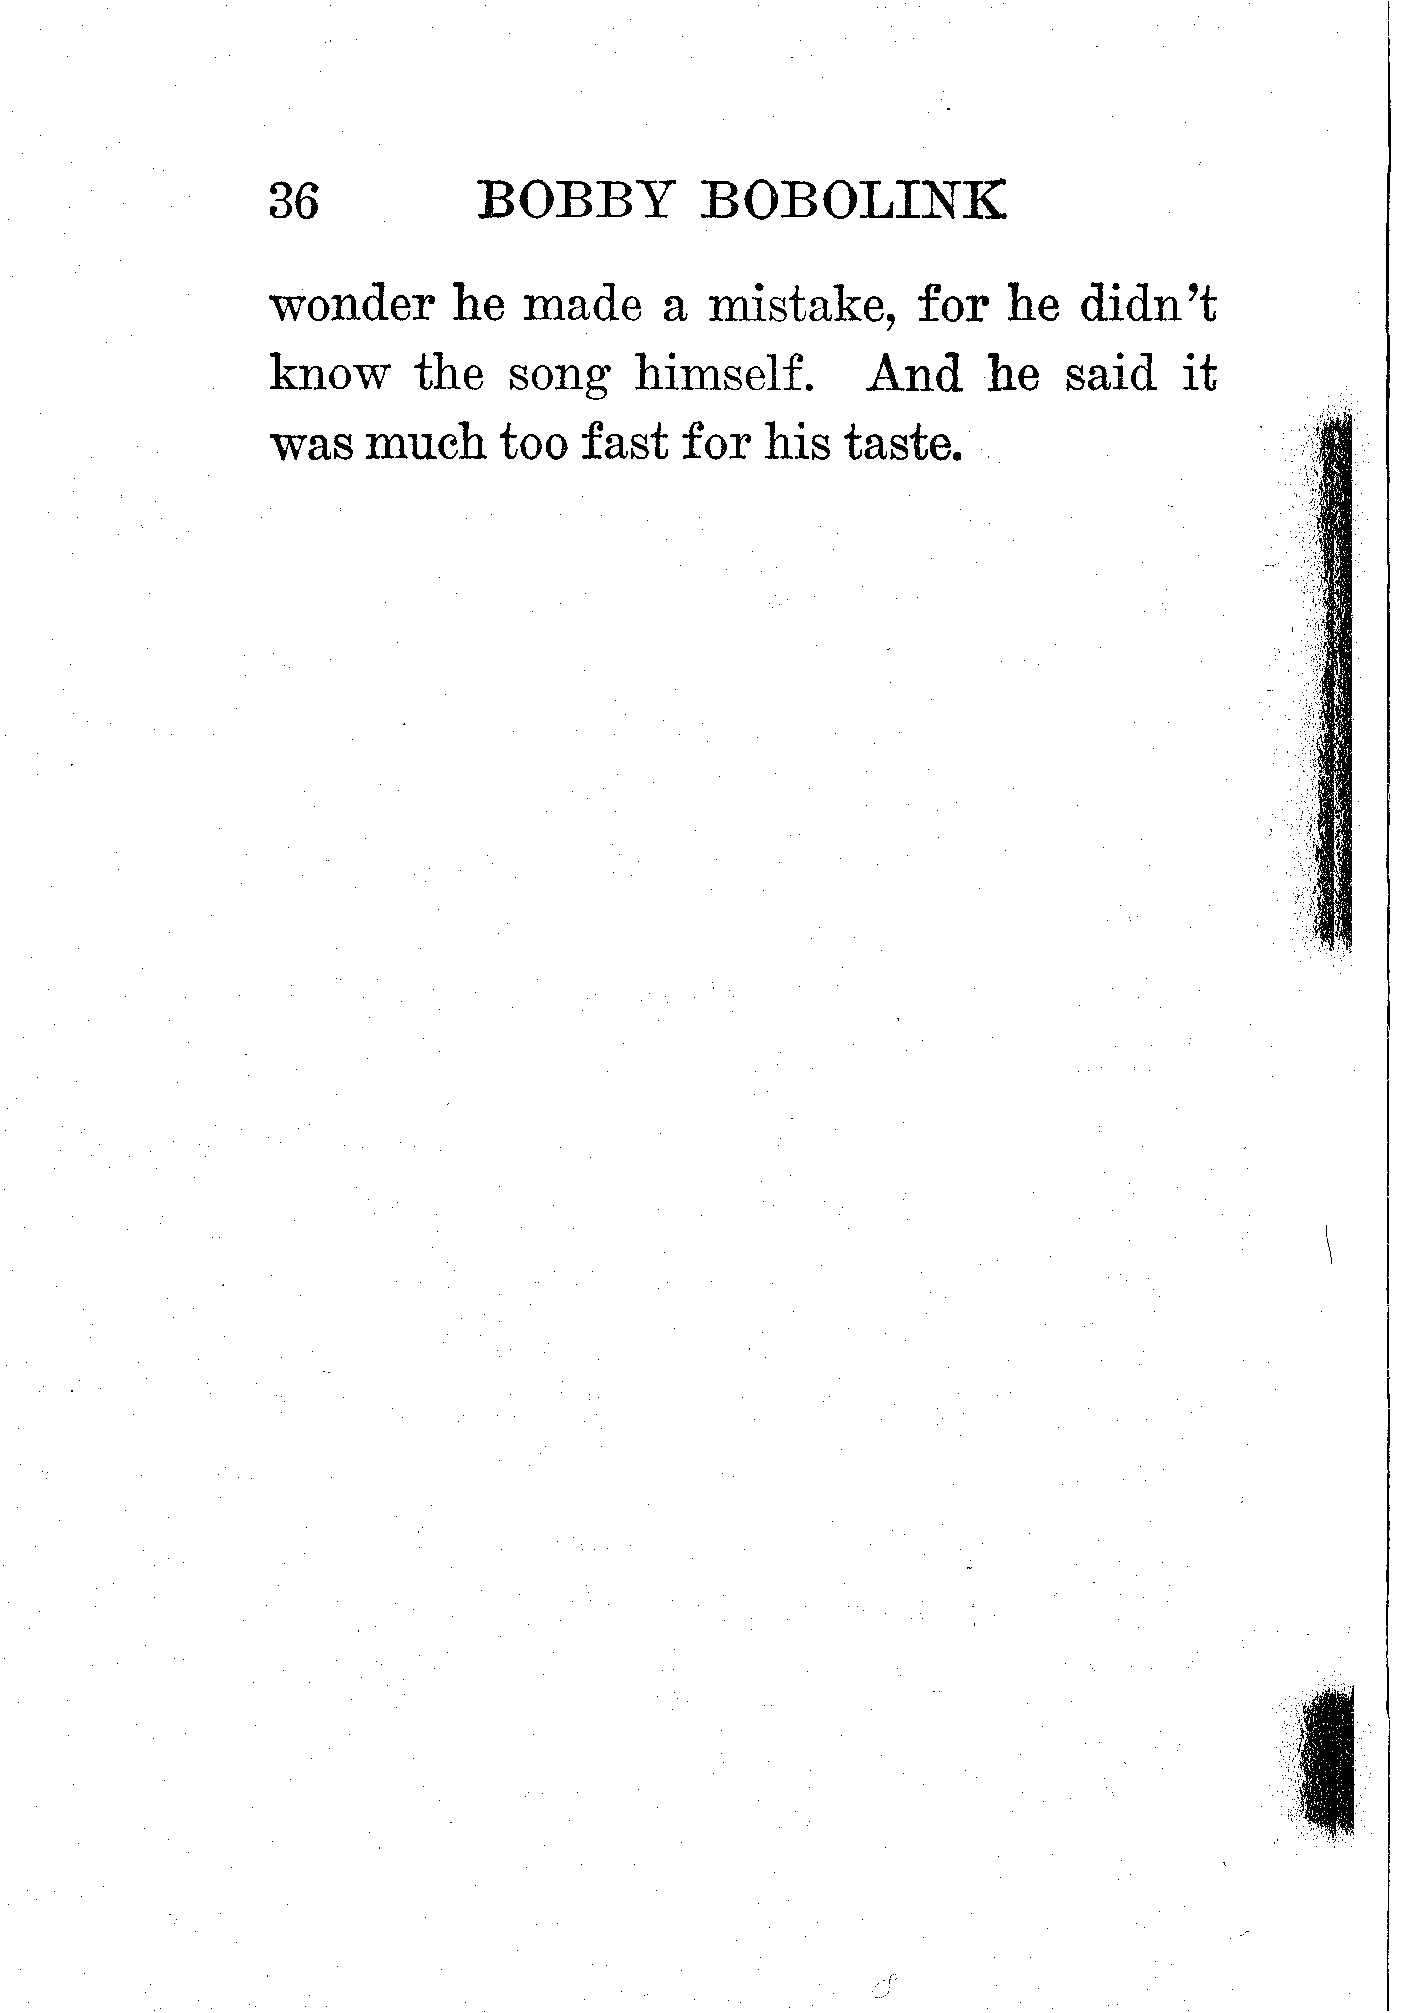 36 BOBBY BOBOLINK
wonder he made a mistake, for he didn't
know the song himself. And he said it
was much too fast for his taste.